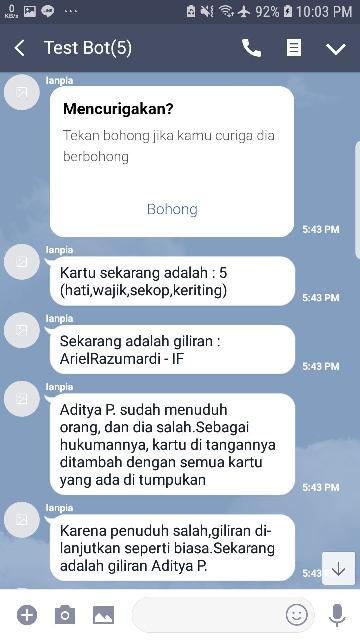 0
KB/s
92%
10:03 PM
Test Bot(5)
lanpia
Mencurigakan?
Tekan bohong jika kamu curiga dia
berbohong
Bohong
5:43 PM
lanpia
Kartu sekarang adalah : 5
(hati,wajik,sekop,keriting)
5:43 PM
lanpia
Sekarang adalah giliran :
ArielRazumardi - IF
5:43 PM
lanpia
Aditya P. sudah menuduh
orang, dan dia salah.Sebagai
hukumannya, kartu di tangannya
ditambah dengan semua kartu
yang ada di tumpukan
5:43 PM
lanpia
Karena penuduh salah,giliran di-
lanjutkan seperti biasa.Sekarang
adalah giliran Aditya P.
5:43